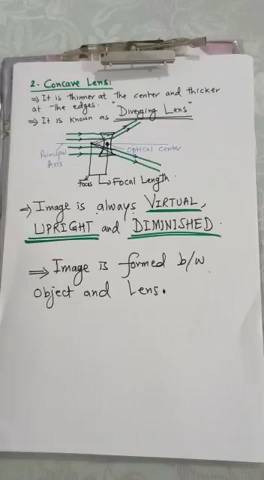 2- Concave Lens:
⇒ It is thinner at the center and thicker
at the edges.
⇒ It is known as "Diverging Lens"
Principal
Axis
Optical Center
Focus
Focal Length
⇒ Image is always VIRTUAL,
UPRIGHT and DIMINISHED.
⇒ Image is formed b/w
Object and Lens.